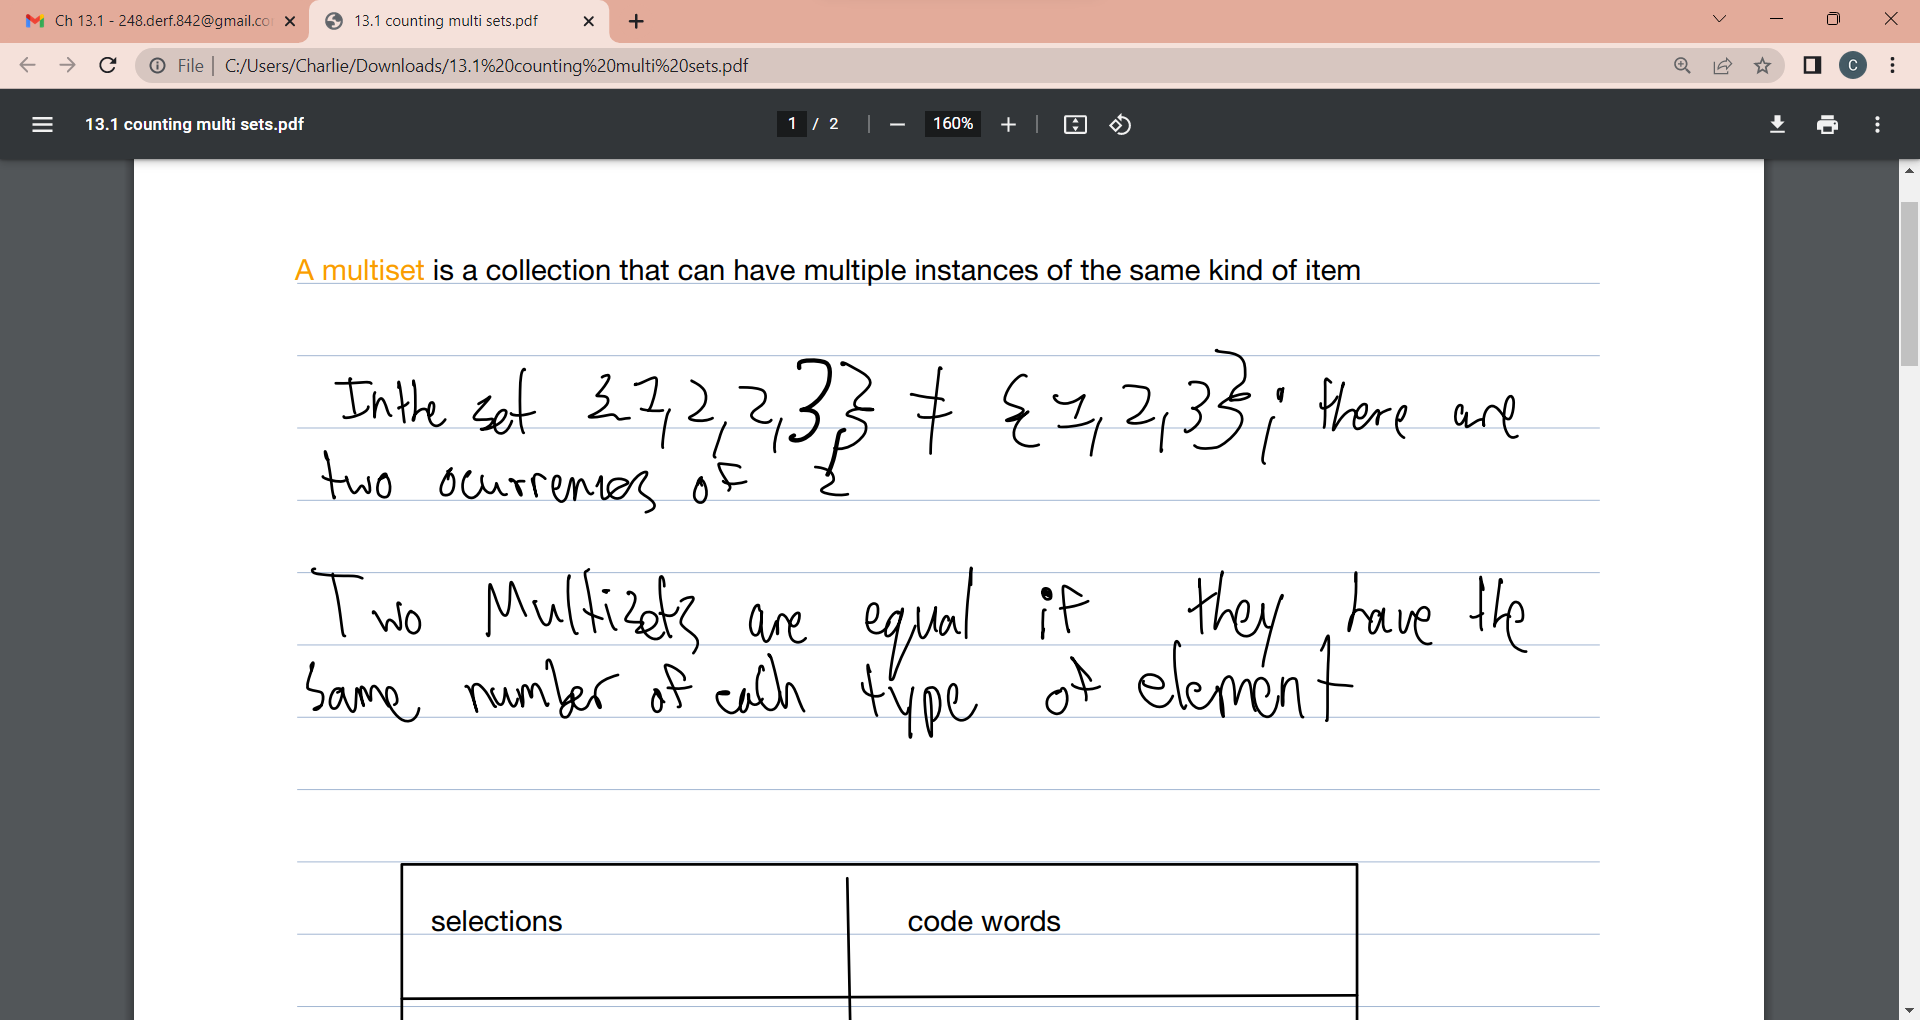 Ch 13.1 - 248.derf.842@gmail.co
13.1 counting multi sets.pdf
File | C:/Users/Charlie/Downloads/13.1%20counting%20multi%20sets.pdf
C
13.1 counting multi sets.pdf
1 / 2
160%
A multiset is a collection that can have multiple instances of the same kind of item
In the set {1,2,2,3} ≠ {1,2,3}; there are
two ocurrences of 2
Two Multisets are equal if they have the
same number of each type of element
selections
code words